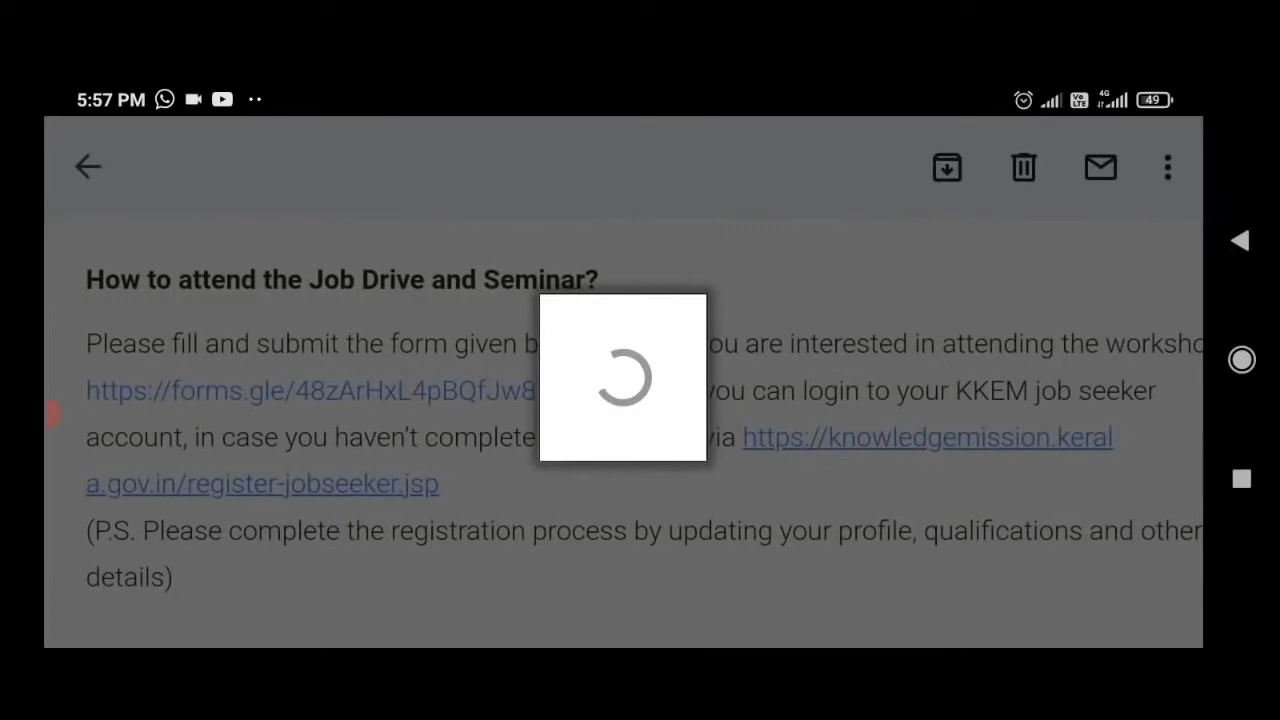 5:57 PM
4G
Vo
LTE
49
How to attend the Job Drive and Seminar?
Please fill and submit the form given ou are interested in attending the
https://forms.gle/48zArHxL4pBQfJw8 you can login to your KKEM job seeker
account, in case you haven't complete via https://knowledgemission.keral
a.gov.in/register-jobseeker.jsp
(P.S. Please complete the registration process by updating your profile, qualifications and other
details)